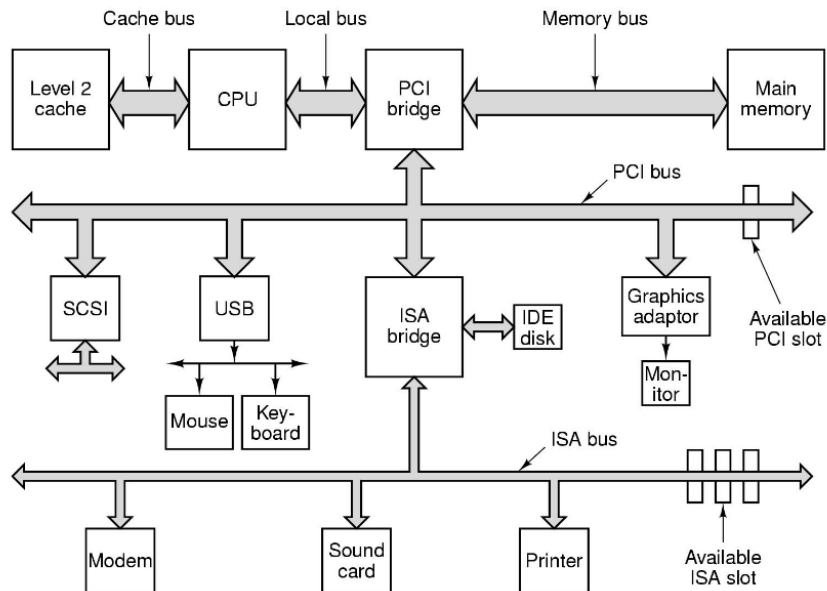 Cache bus
Local bus
Memory bus
Level 2
cache
CPU
PCI
bridge
Main
memory
PCI bus
SCSI
USB
ISA
bridge
IDE
disk
Graphics
adaptor
Available
PCI slot
Mon-
itor
Mouse
Key-
board
ISA bus
Modem
Sound
card
Printer
Available
ISA slot